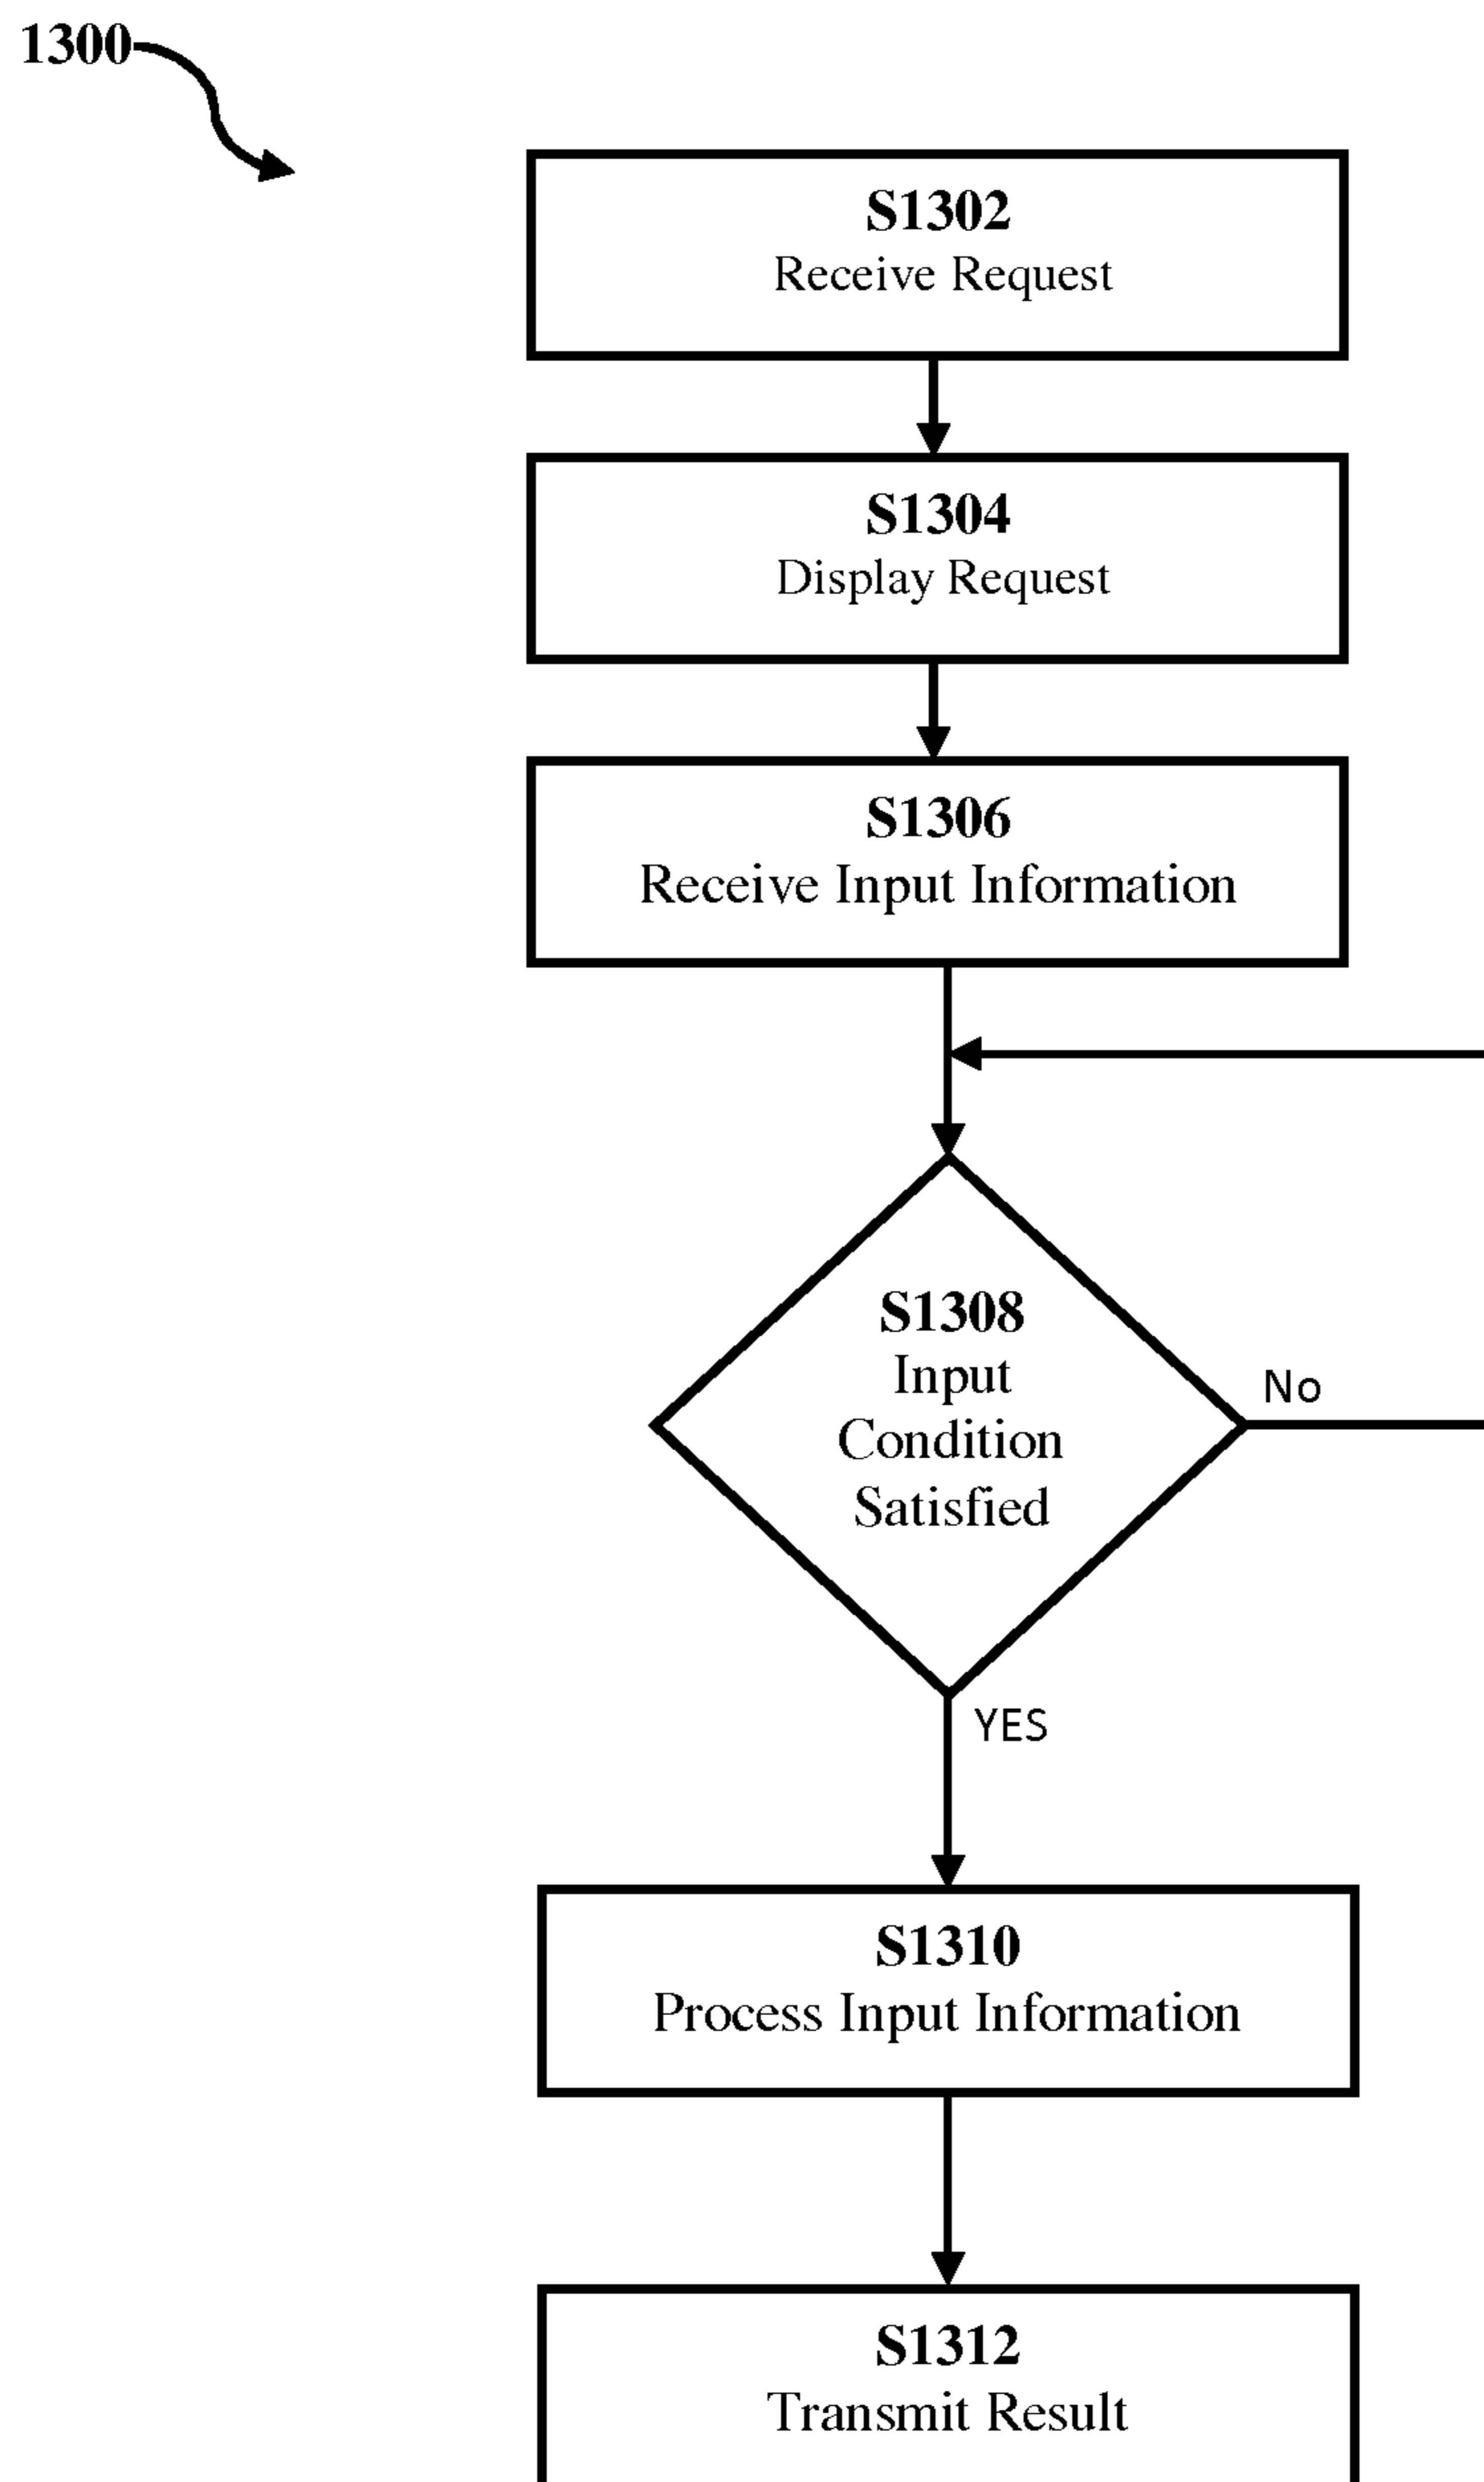 1300
S1302
Receive Request
S1304
Display Request
S1306
Receive Input Information
S1308
Input
Condition
Satisfied
No
YES
S1310
Process Input Information
S1312
Transmit Result